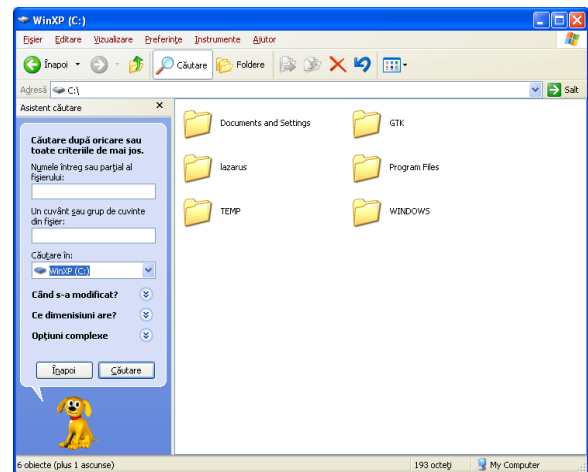 WinXP (C:)
Fișier Editare Vizualizare Preferințe Instrumente Ajutor
Înapoi Căutare Foldere
Adresă C:\ Salt
Asistent căutare
Căutare după oricare sau
toate criteriile de mai jos.
Numele întreg sau parțial al
fișierului:
Un cuvânt sau grup de cuvinte
din fișier:
Căutare în:
WinXP (C:)
Când s-a modificat?
Ce dimenisiuni are?
Opțiuni complexe
Înapoi Căutare
Documents and Settings GTK
lazarus Program Files
TEMP WINDOWS
6 obiecte (plus 1 ascunse) 193 octeți My Computer